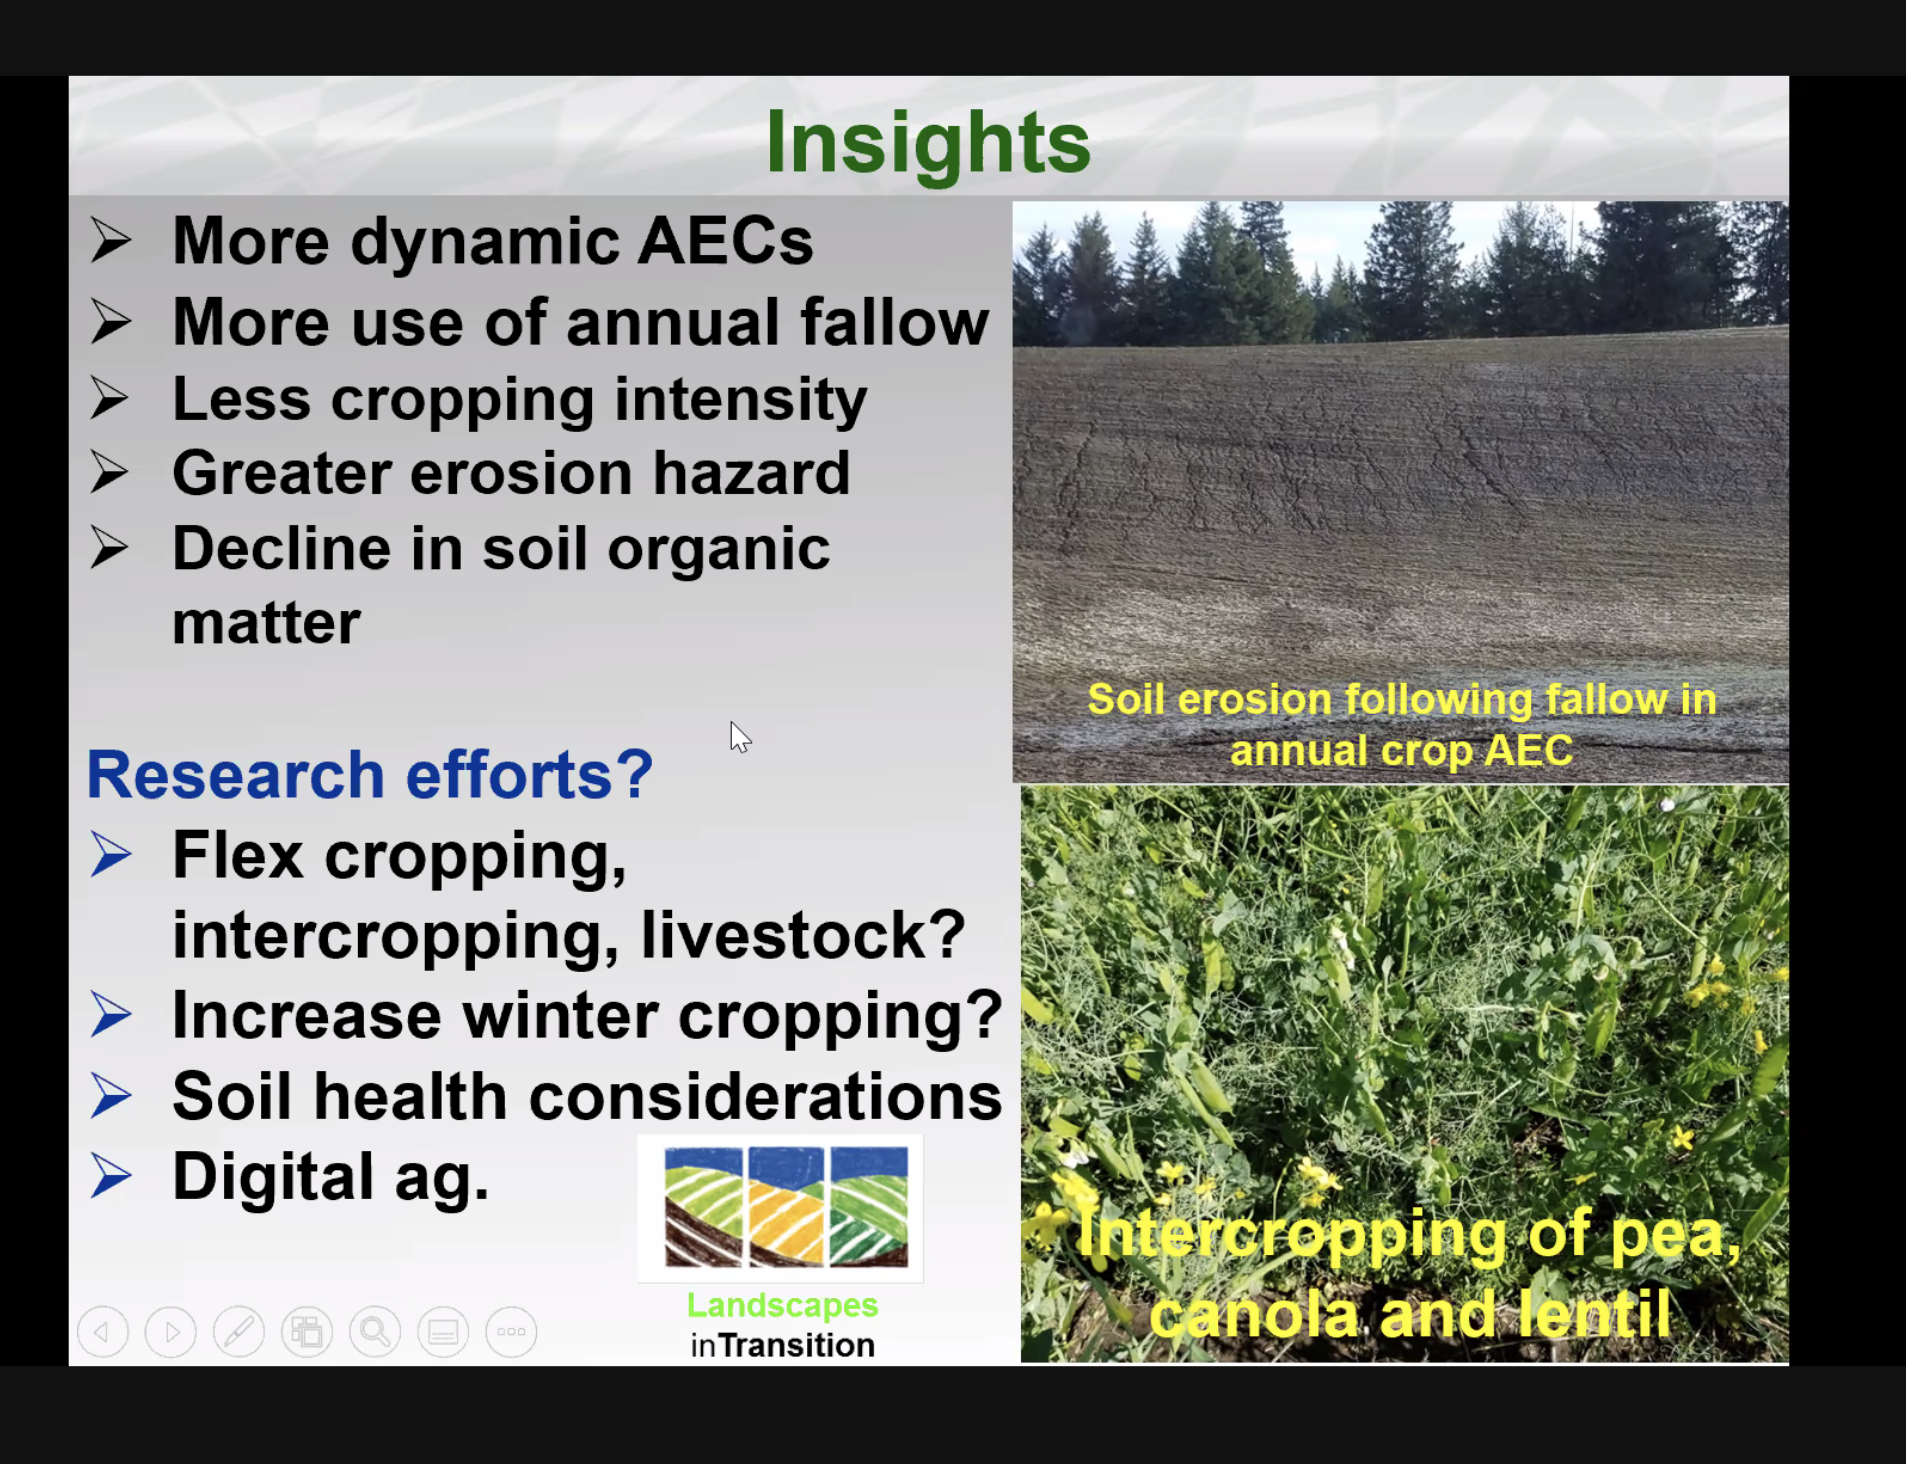 Insights
More dynamic AECs
More use of annual fallow
Less cropping intensity
Greater erosion hazard
Decline in soil organic
matter
Research efforts?
Flex cropping,
intercropping, livestock?
Increase winter cropping?
Soil health considerations
Digital ag.
Landscapes
inTransition
Soil erosion following fallow in
annual crop AEC
Intercropping of pea,
canola and lentil